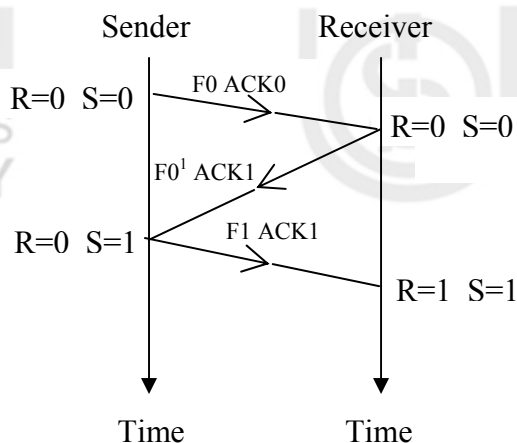 Sender Receiver
F0 ACK0
R=0 S=0
R=0 S=0
F0¹ ACK1
F1 ACK1
R=0 S=1
R=1 S=1
Time Time